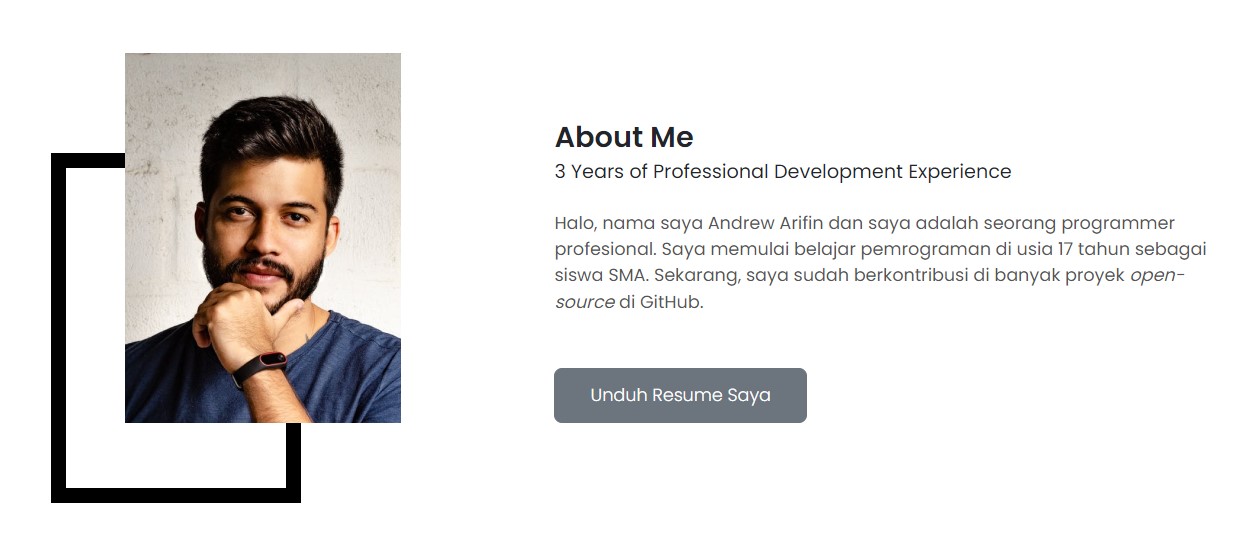 About Me
3 Years of Professional Development Experience
Halo, nama saya Andrew Arifin dan saya adalah seorang programmer
profesional. Saya memulai belajar pemrograman di usia 17 tahun sebagai
siswa SMA. Sekarang, saya sudah berkontribusi di banyak proyek open-
source di GitHub.
Unduh Resume Saya